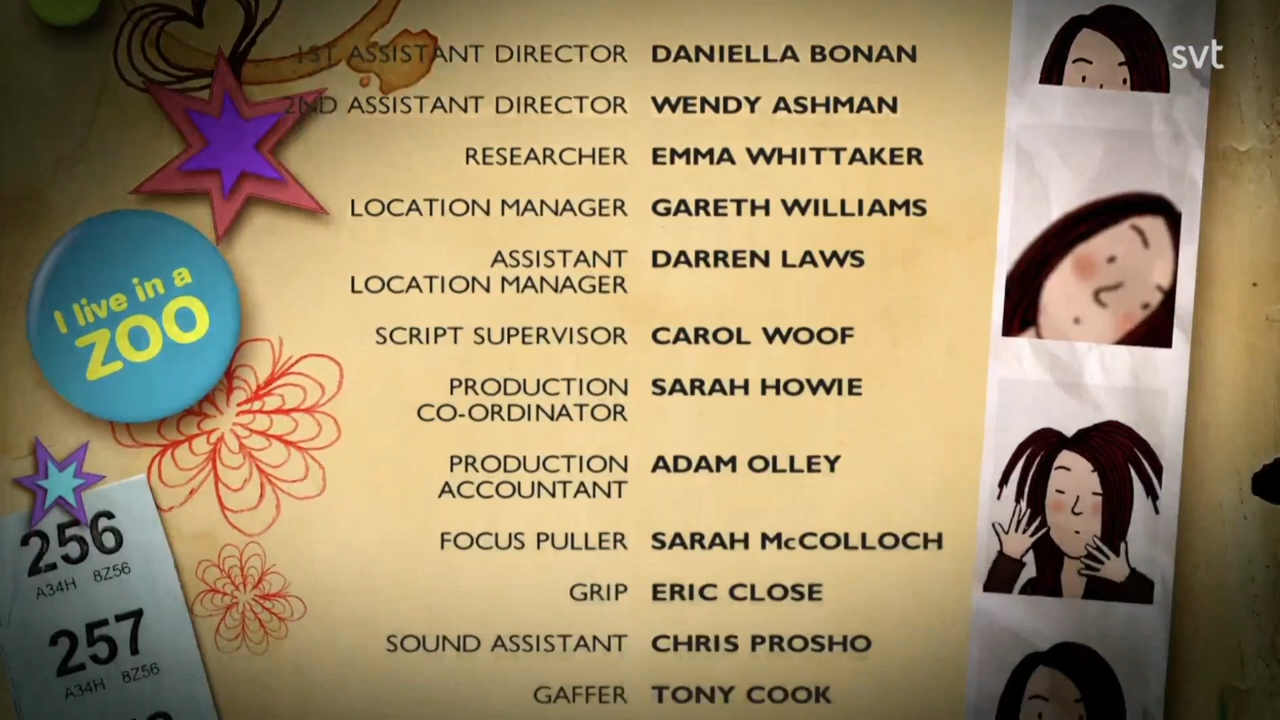 svt
1ST ASSISTANT DIRECTOR DANIELLA BONAN
2ND ASSISTANT DIRECTOR WENDY ASHMAN
RESEARCHER EMMA WHITTAKER
LOCATION MANAGER GARETH WILLIAMS
ASSISTANT DARREN LAWS
LOCATION MANAGER
SCRIPT SUPERVISOR CAROL WOOF
PRODUCTION SARAH HOWIE
CO-ORDINATOR
PRODUCTION ADAM OLLEY
ACCOUNTANT
FOCUS PULLER SARAH McCOLLOCH
GRIP ERIC CLOSE
SOUND ASSISTANT CHRIS PROSHO
GAFFER TONY COOK
I live in a
ZOO
256
A34H 8Z56
257
A34H 8Z56